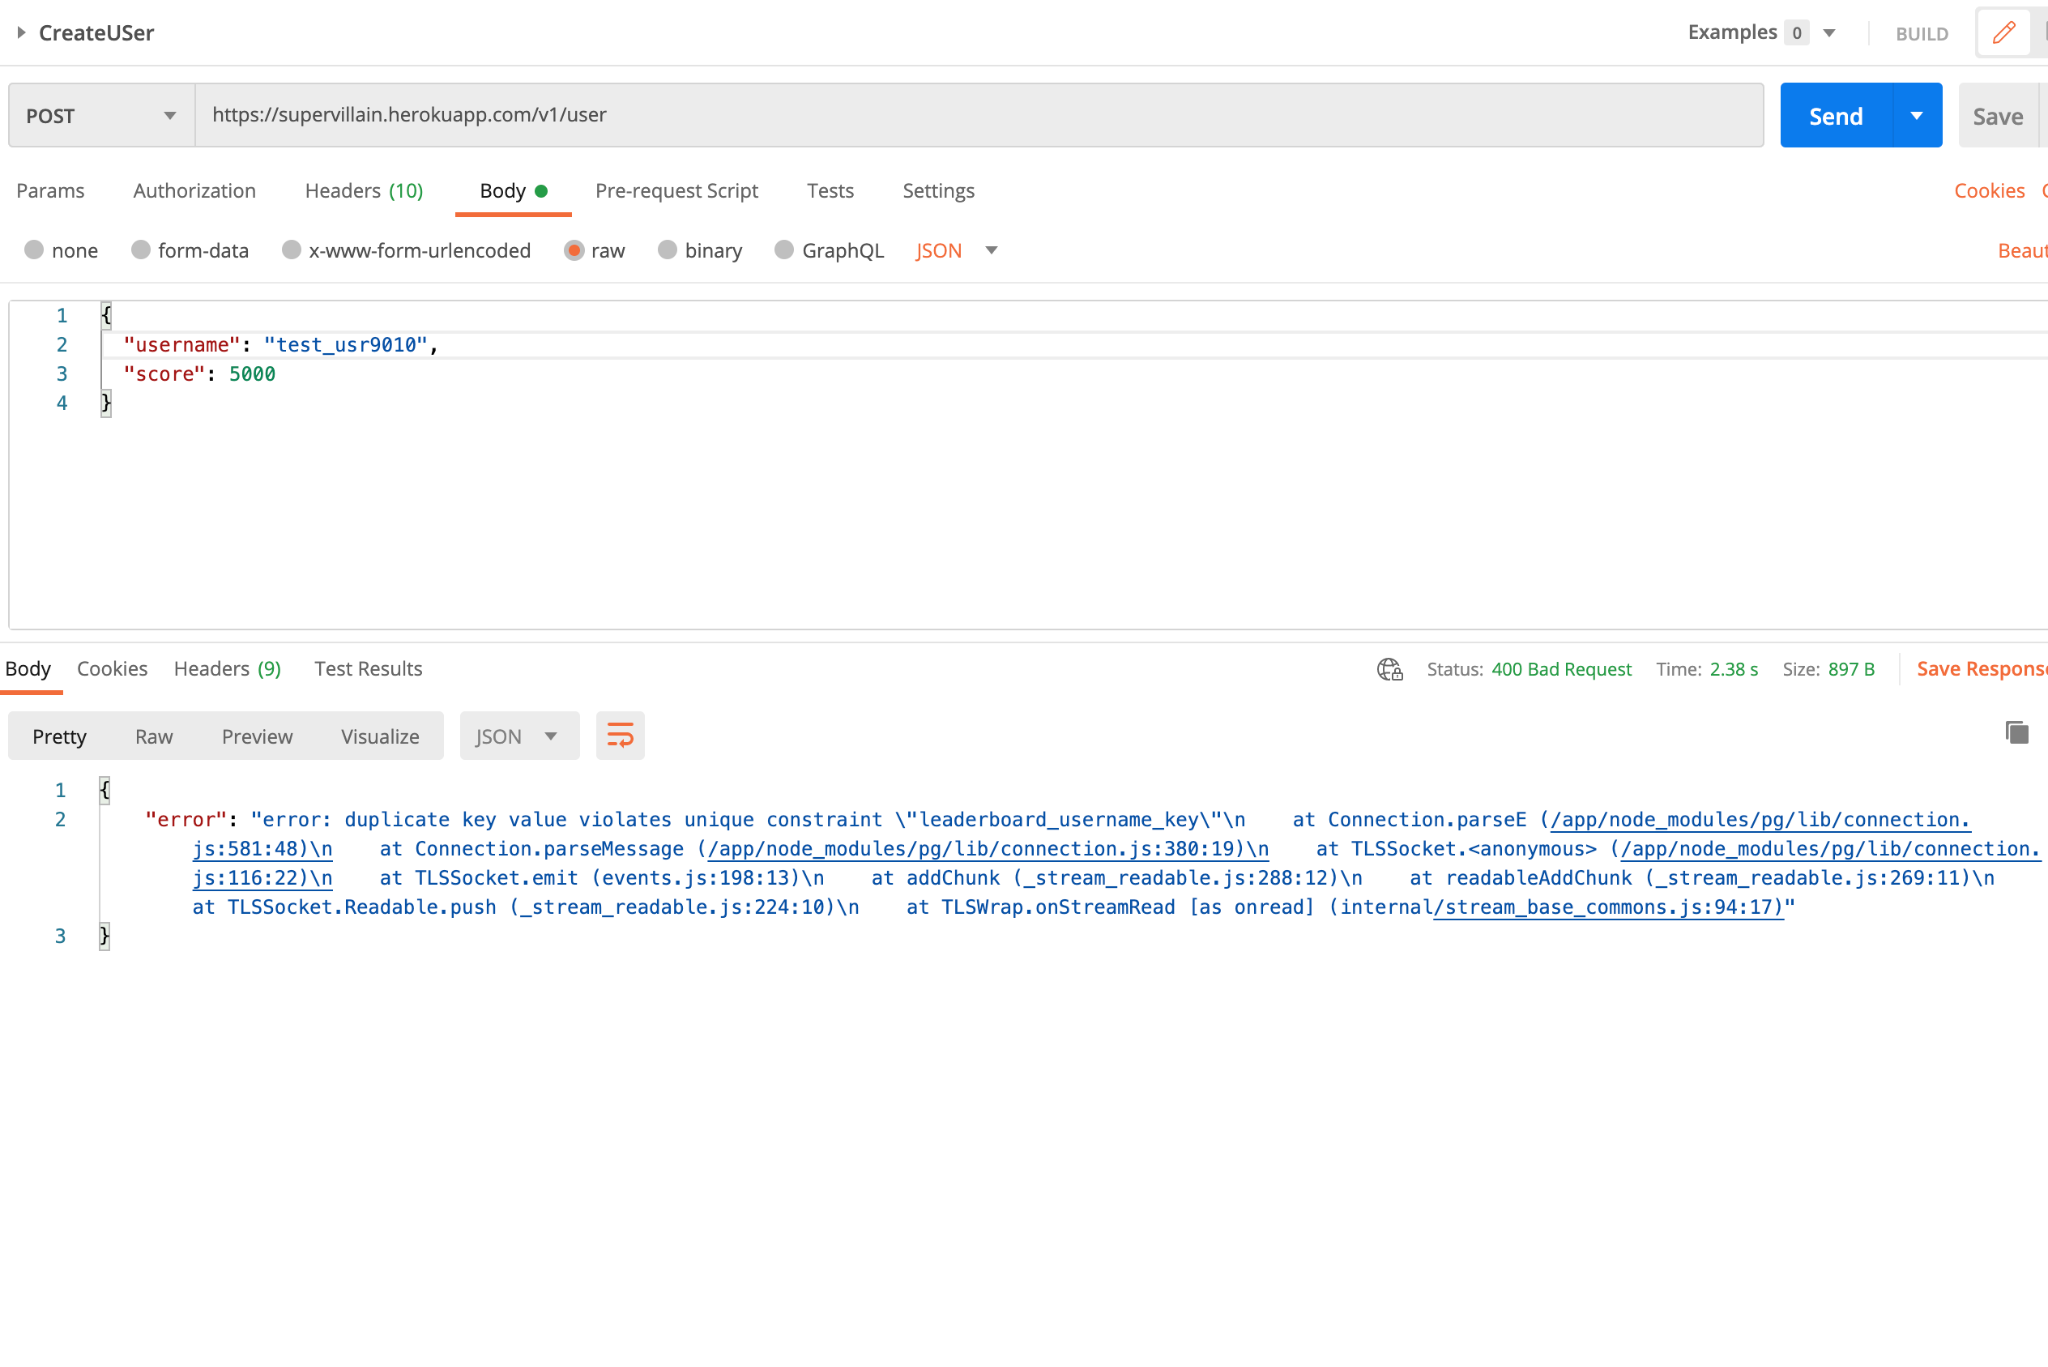 CreateUSer Examples 0 BUILD
POST https://supervillain.herokuapp.com/v1/user Send Save
Params Authorization Headers (10) Body Pre-request Script Tests Settings Cookies
none form-data x-www-form-urlencoded raw binary GraphQL JSON Beaut
1 {
2 "username": "test_usr9010",
3 "score": 5000
4 }
Body Cookies Headers (9) Test Results Status: 400 Bad Request Time: 2.38 s Size: 897 B Save Response
Pretty Raw Preview Visualize JSON
1 {
2 "error": "error: duplicate key value violates unique constraint \"leaderboard_username_key\"\n    at Connection.parseE (/app/node_modules/pg/lib/connection.
js:581:48)\n    at Connection.parseMessage (/app/node_modules/pg/lib/connection.js:380:19)\n    at TLSSocket.<anonymous> (/app/node_modules/pg/lib/connection.
js:116:22)\n    at TLSSocket.emit (events.js:198:13)\n    at addChunk (_stream_readable.js:288:12)\n    at readableAddChunk (_stream_readable.js:269:11)\n
at TLSSocket.Readable.push (_stream_readable.js:224:10)\n    at TLSWrap.onStreamRead [as onread] (internal/stream_base_commons.js:94:17)"
3 }